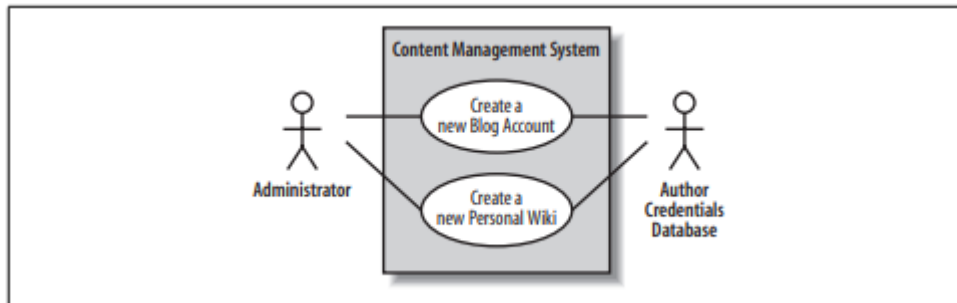 Content Management System
Create a
new Blog Account
Administrator
Create a
new Personal Wiki
Author
Credentials
Database